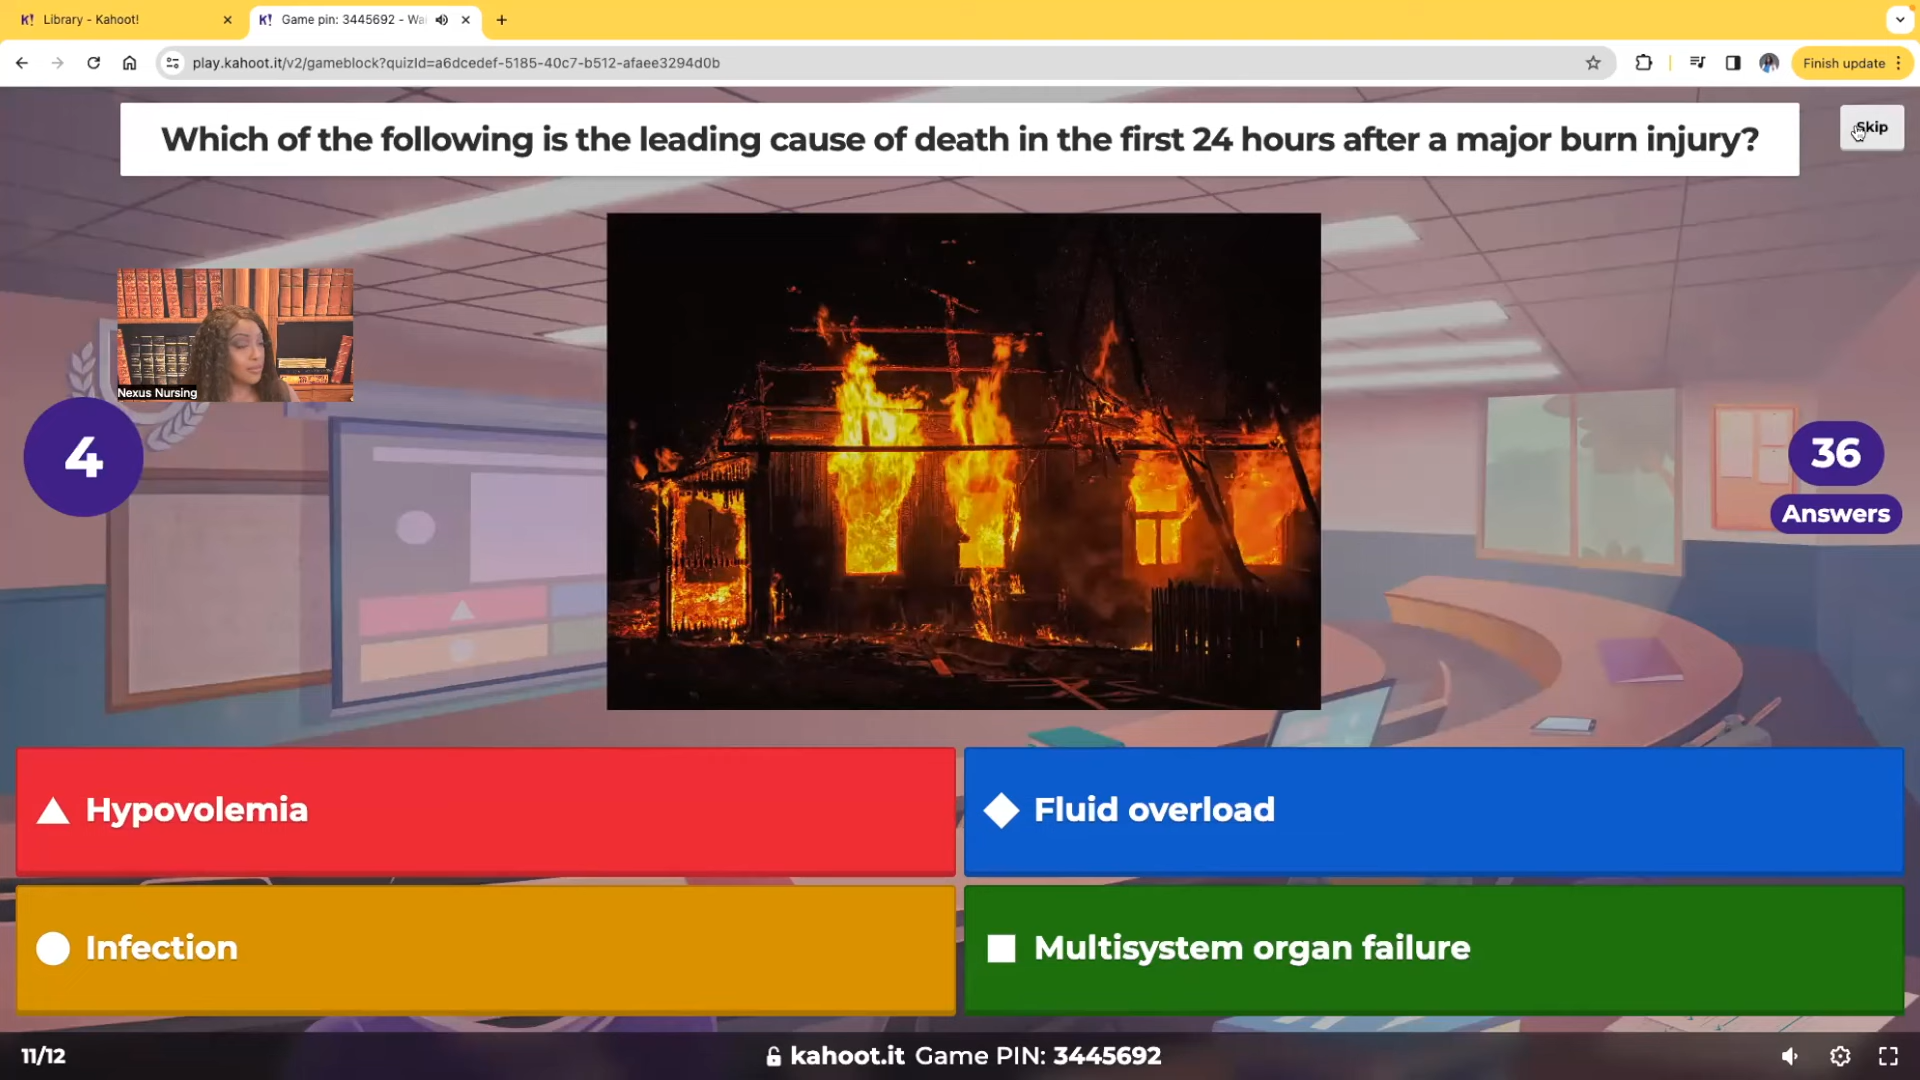 K! Library - Kahoot!
K! Game pin: 3445692 - Wai
play.kahoot.it/v2/gameblock?quizId=a6dcedef-5185-40c7-b512-afaee3294d0b
Finish update
Which of the following is the leading cause of death in the first 24 hours after a major burn injury?
Skip
Nexus Nursing
4
36
Answers
Hypovolemia
Fluid overload
Infection
Multisystem organ failure
11/12
kahoot.it Game PIN: 3445692